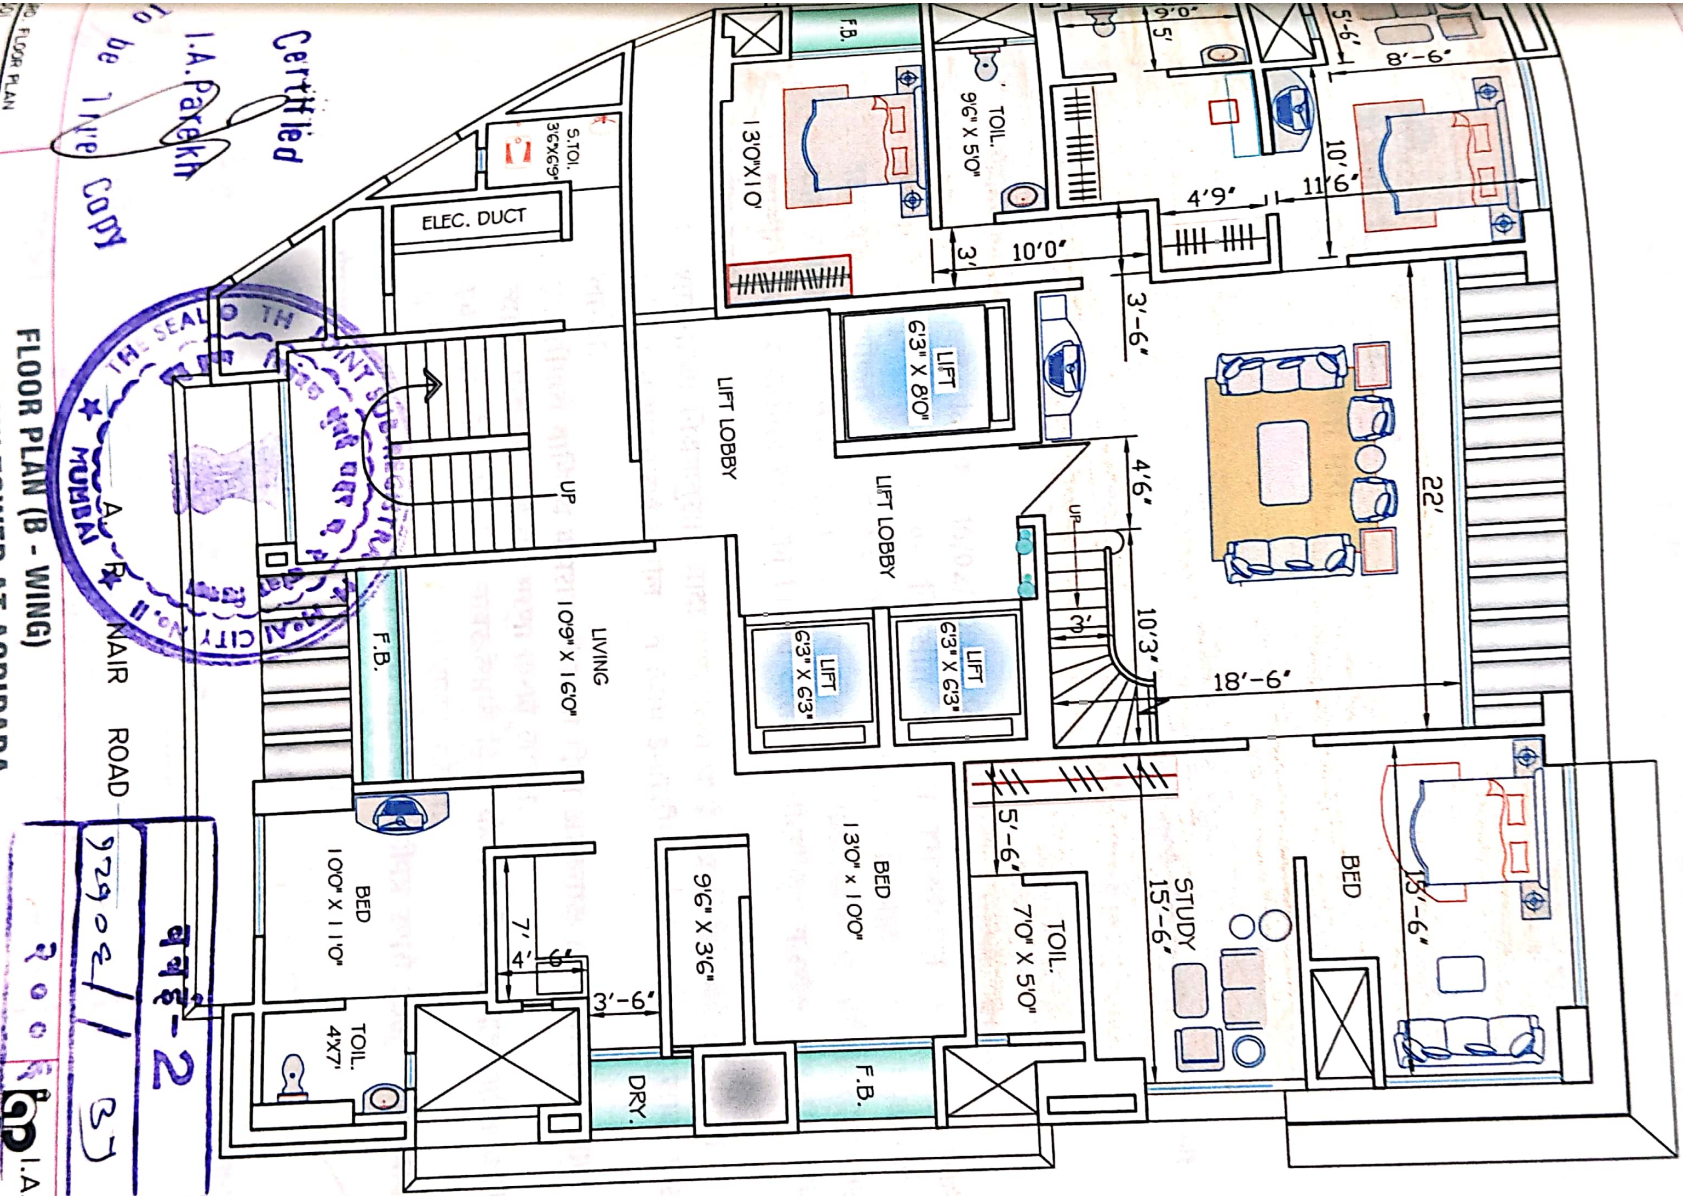 F.B.
13'0"X10'
TOIL.
9'6" X 5'0"
9'0"
5'
5'-6"
8'-6"
10'
11'6"
4'9"
3'
10'0"
3'-6"
S.TOI.
3'6"X6'9"
ELEC. DUCT
LIFT
6'3" X 8'0"
LIFT LOBBY
LIFT LOBBY
UP
4'6"
UP
3'
10'3"
22'
18'-6"
LIFT
6'3" X 6'3"
LIFT
6'3" X 6'3"
LIVING
10'9" X 16'0"
F.B.
BED
10'0" X 11'0"
7'
4'-6"
3'-6"
9'6" X 3'6"
BED
13'0" x 10'0"
5'-6"
TOIL.
7'0" X 5'0"
STUDY
15'-6"
BED
15'-6"
TOIL.
4'X7'
DRY.
F.B.
A. R. NAIR ROAD
FLOOR PLAN (B - WING)
Certified
To be True Copy
I.A.Parekh
FLOOR PLAN
MUMBAI
CITY No.II
2
I.A.